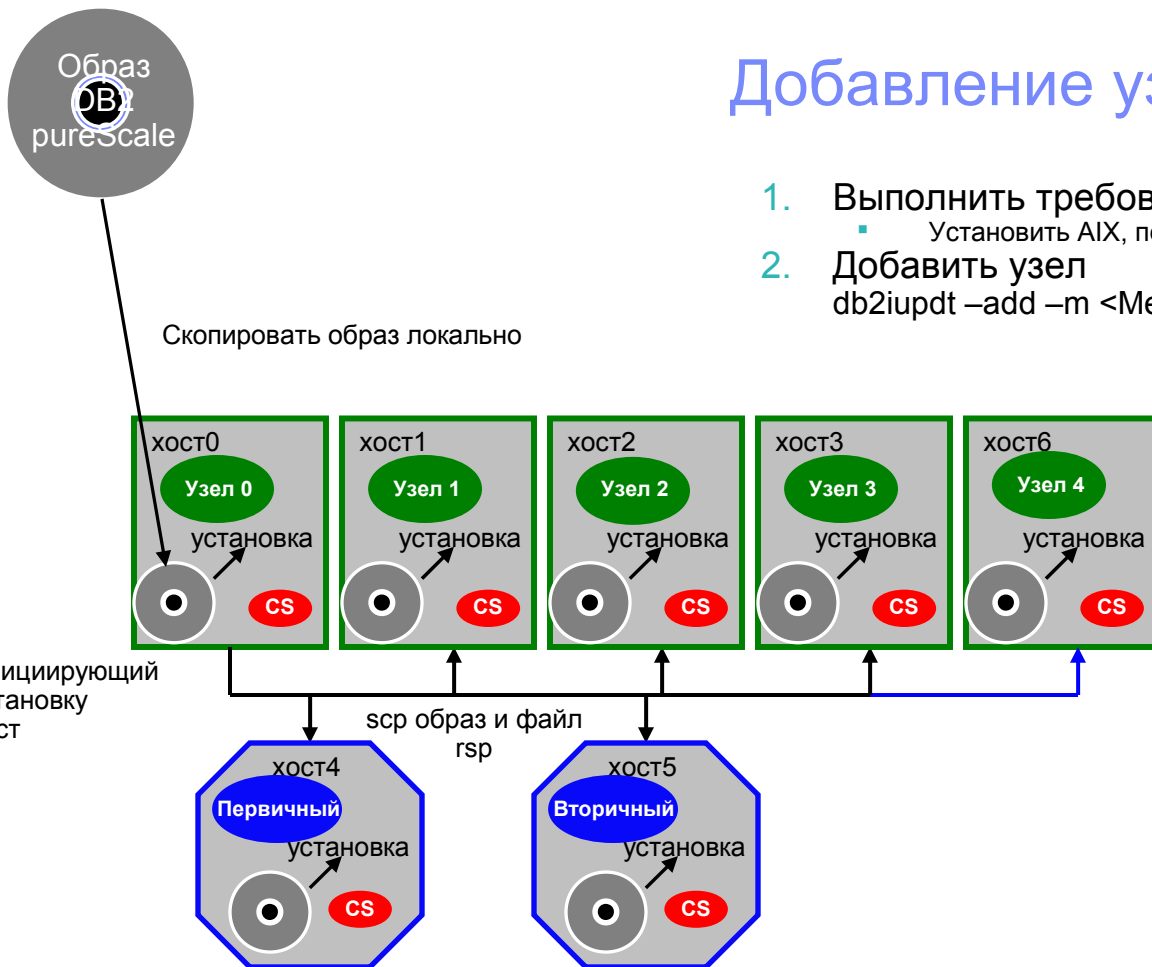 Образ
DB2
pureScale
Добавление уз
1. Выполнить требов
▪ Установить AIX, по
2. Добавить узел
db2iupdt –add –m <Me
Скопировать образ локально
хост0
Узел 0
установка
CS
хост1
Узел 1
установка
CS
хост2
Узел 2
установка
CS
хост3
Узел 3
установка
CS
хост6
Узел 4
установка
CS
ициирующий
тановку
ст
scp образ и файл
rsp
хост4
Первичный
установка
CS
хост5
Вторичный
установка
CS